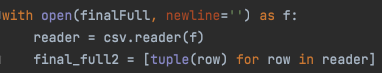 with open(finalFull, newline='') as f:
    reader = csv.reader(f)
    final_full2 = [tuple(row) for row in reader]